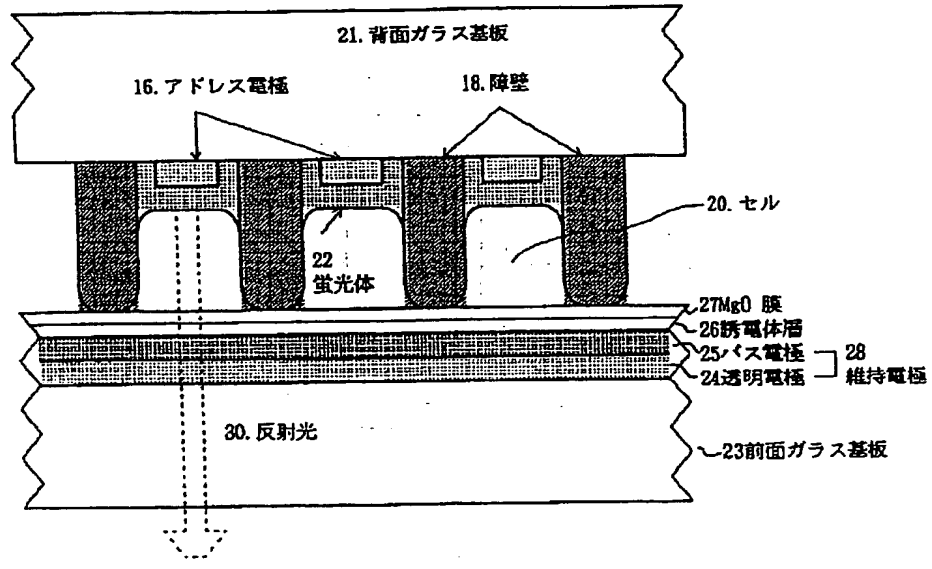 21. 背面ガラス基板
16. アドレス電極
18. 障壁
20. セル
22
蛍光体
27MgO 膜
26誘電体層
25バス電極
28
24透明電極
維持電極
30. 反射光
23前面ガラス基板